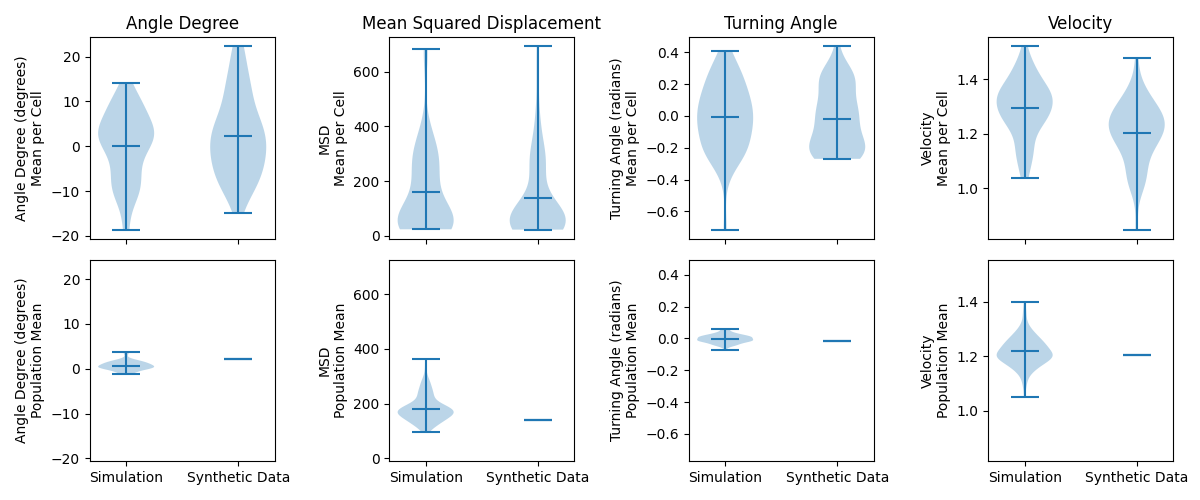 Angle Degree
Mean Squared Displacement
Turning Angle
Velocity
Angle Degree (degrees)
Mean per Cell
20
10
0
−10
−20
MSD
Mean per Cell
600
400
200
0
Turning Angle (radians)
Mean per Cell
0.4
0.2
0.0
−0.2
−0.4
−0.6
Velocity
Mean per Cell
1.4
1.2
1.0
Angle Degree (degrees)
Population Mean
20
10
0
−10
−20
MSD
Population Mean
600
400
200
0
Turning Angle (radians)
Population Mean
0.4
0.2
0.0
−0.2
−0.4
−0.6
Velocity
Population Mean
1.4
1.2
1.0
Simulation Synthetic Data
Simulation Synthetic Data
Simulation Synthetic Data
Simulation Synthetic Data